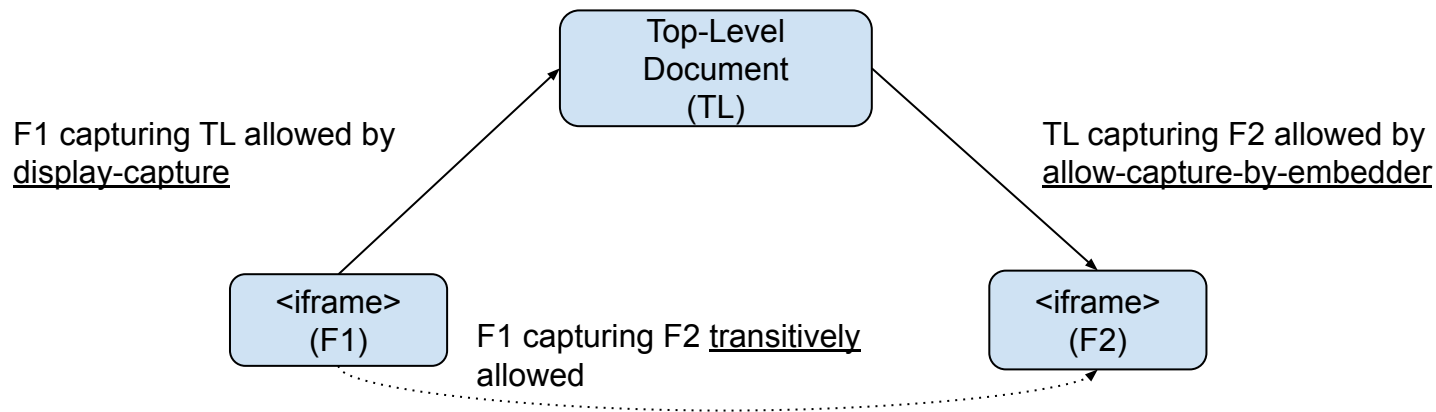 Top-Level
Document
(TL)
F1 capturing TL allowed by
display-capture
TL capturing F2 allowed by
allow-capture-by-embedder
<iframe>
(F1)
F1 capturing F2 transitively
allowed
<iframe>
(F2)